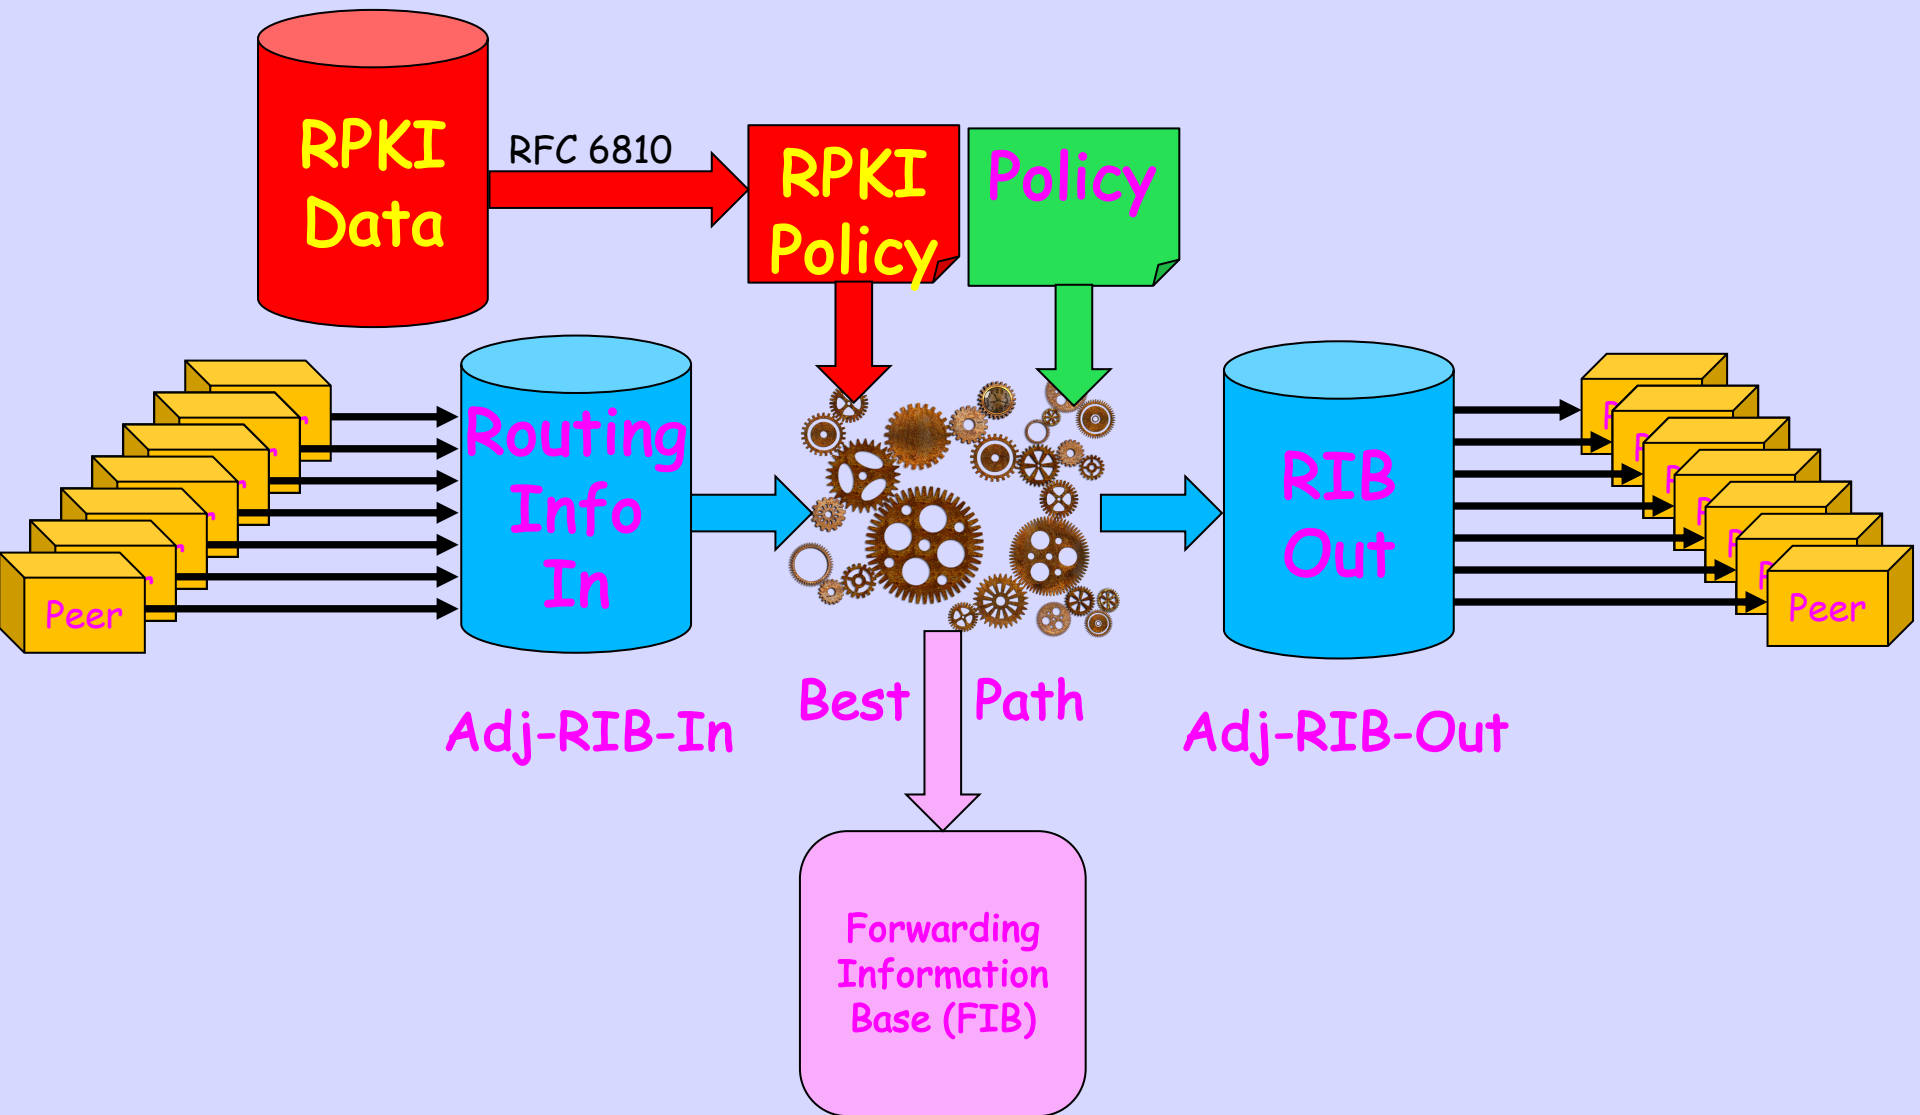 RPKI
Data
RFC 6810
RPKI
Policy
Policy
Peer
Routing
Info
In
RIB
Out
Peer
Adj-RIB-In
Best Path
Adj-RIB-Out
Forwarding
Information
Base (FIB)